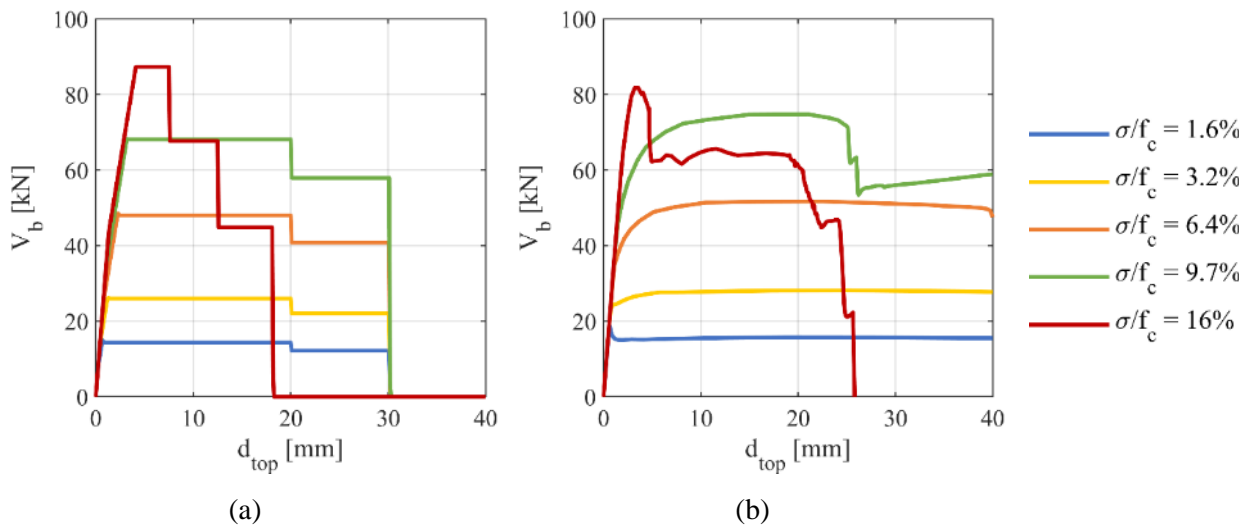 100
80
60
40
20
0
V_b [kN]
0 10 20 30 40
d_top [mm]
(a)
100
80
60
40
20
0
V_b [kN]
0 10 20 30 40
d_top [mm]
(b)
σ/f_c = 1.6%
σ/f_c = 3.2%
σ/f_c = 6.4%
σ/f_c = 9.7%
σ/f_c = 16%